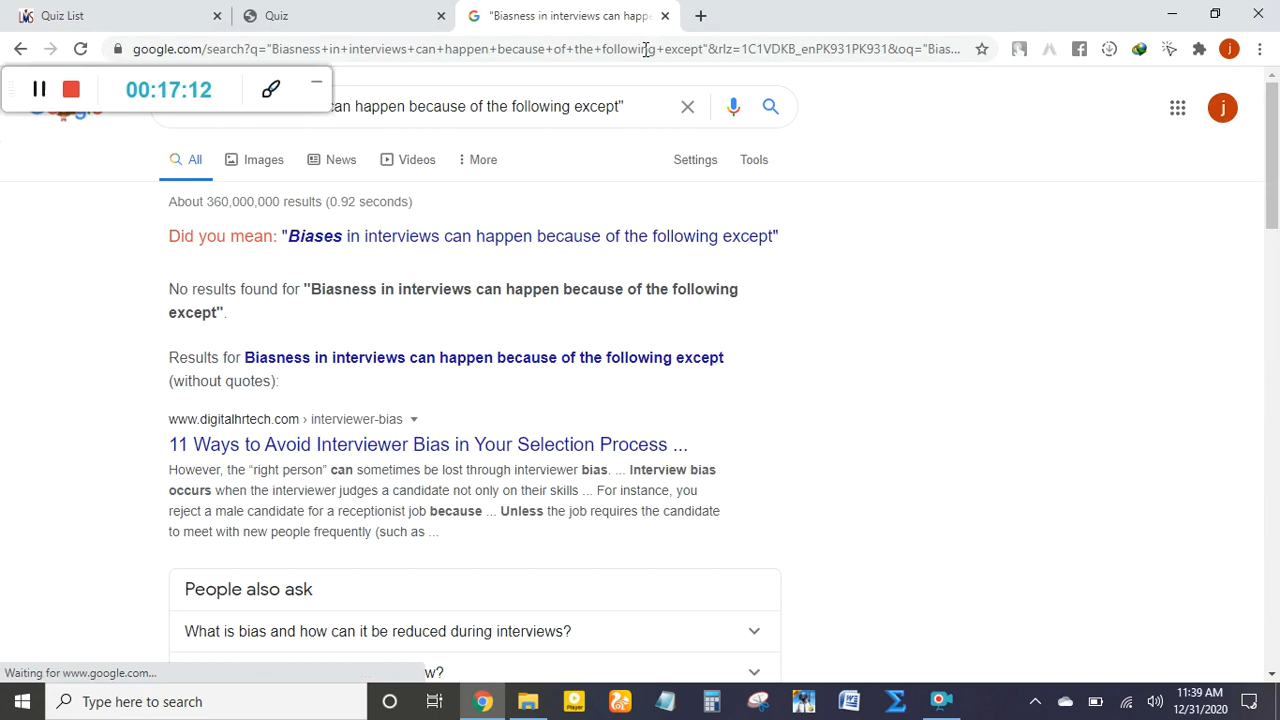 Quiz List
Quiz
"Biasness in interviews can happe
google.com/search?q="Biasness+in+interviews+can+happen+because+of+the+following+except"&rlz=1C1VDKB_enPK931PK931&oq="Bias...
j
00:17:12
can happen because of the following except"
j
All
Images
News
Videos
More
Settings
Tools
About 360,000,000 results (0.92 seconds)
Did you mean: "Biases in interviews can happen because of the following except"
No results found for "Biasness in interviews can happen because of the following
except".
Results for Biasness in interviews can happen because of the following except
(without quotes):
www.digitalhrtech.com › interviewer-bias
11 Ways to Avoid Interviewer Bias in Your Selection Process ...
However, the “right person” can sometimes be lost through interviewer bias. ... Interview bias
occurs when the interviewer judges a candidate not only on their skills ... For instance, you
reject a male candidate for a receptionist job because ... Unless the job requires the candidate
to meet with new people frequently (such as ...
People also ask
What is bias and how can it be reduced during interviews?
w?
Waiting for www.google.com...
Type here to search
Player
11:39 AM
12/31/2020